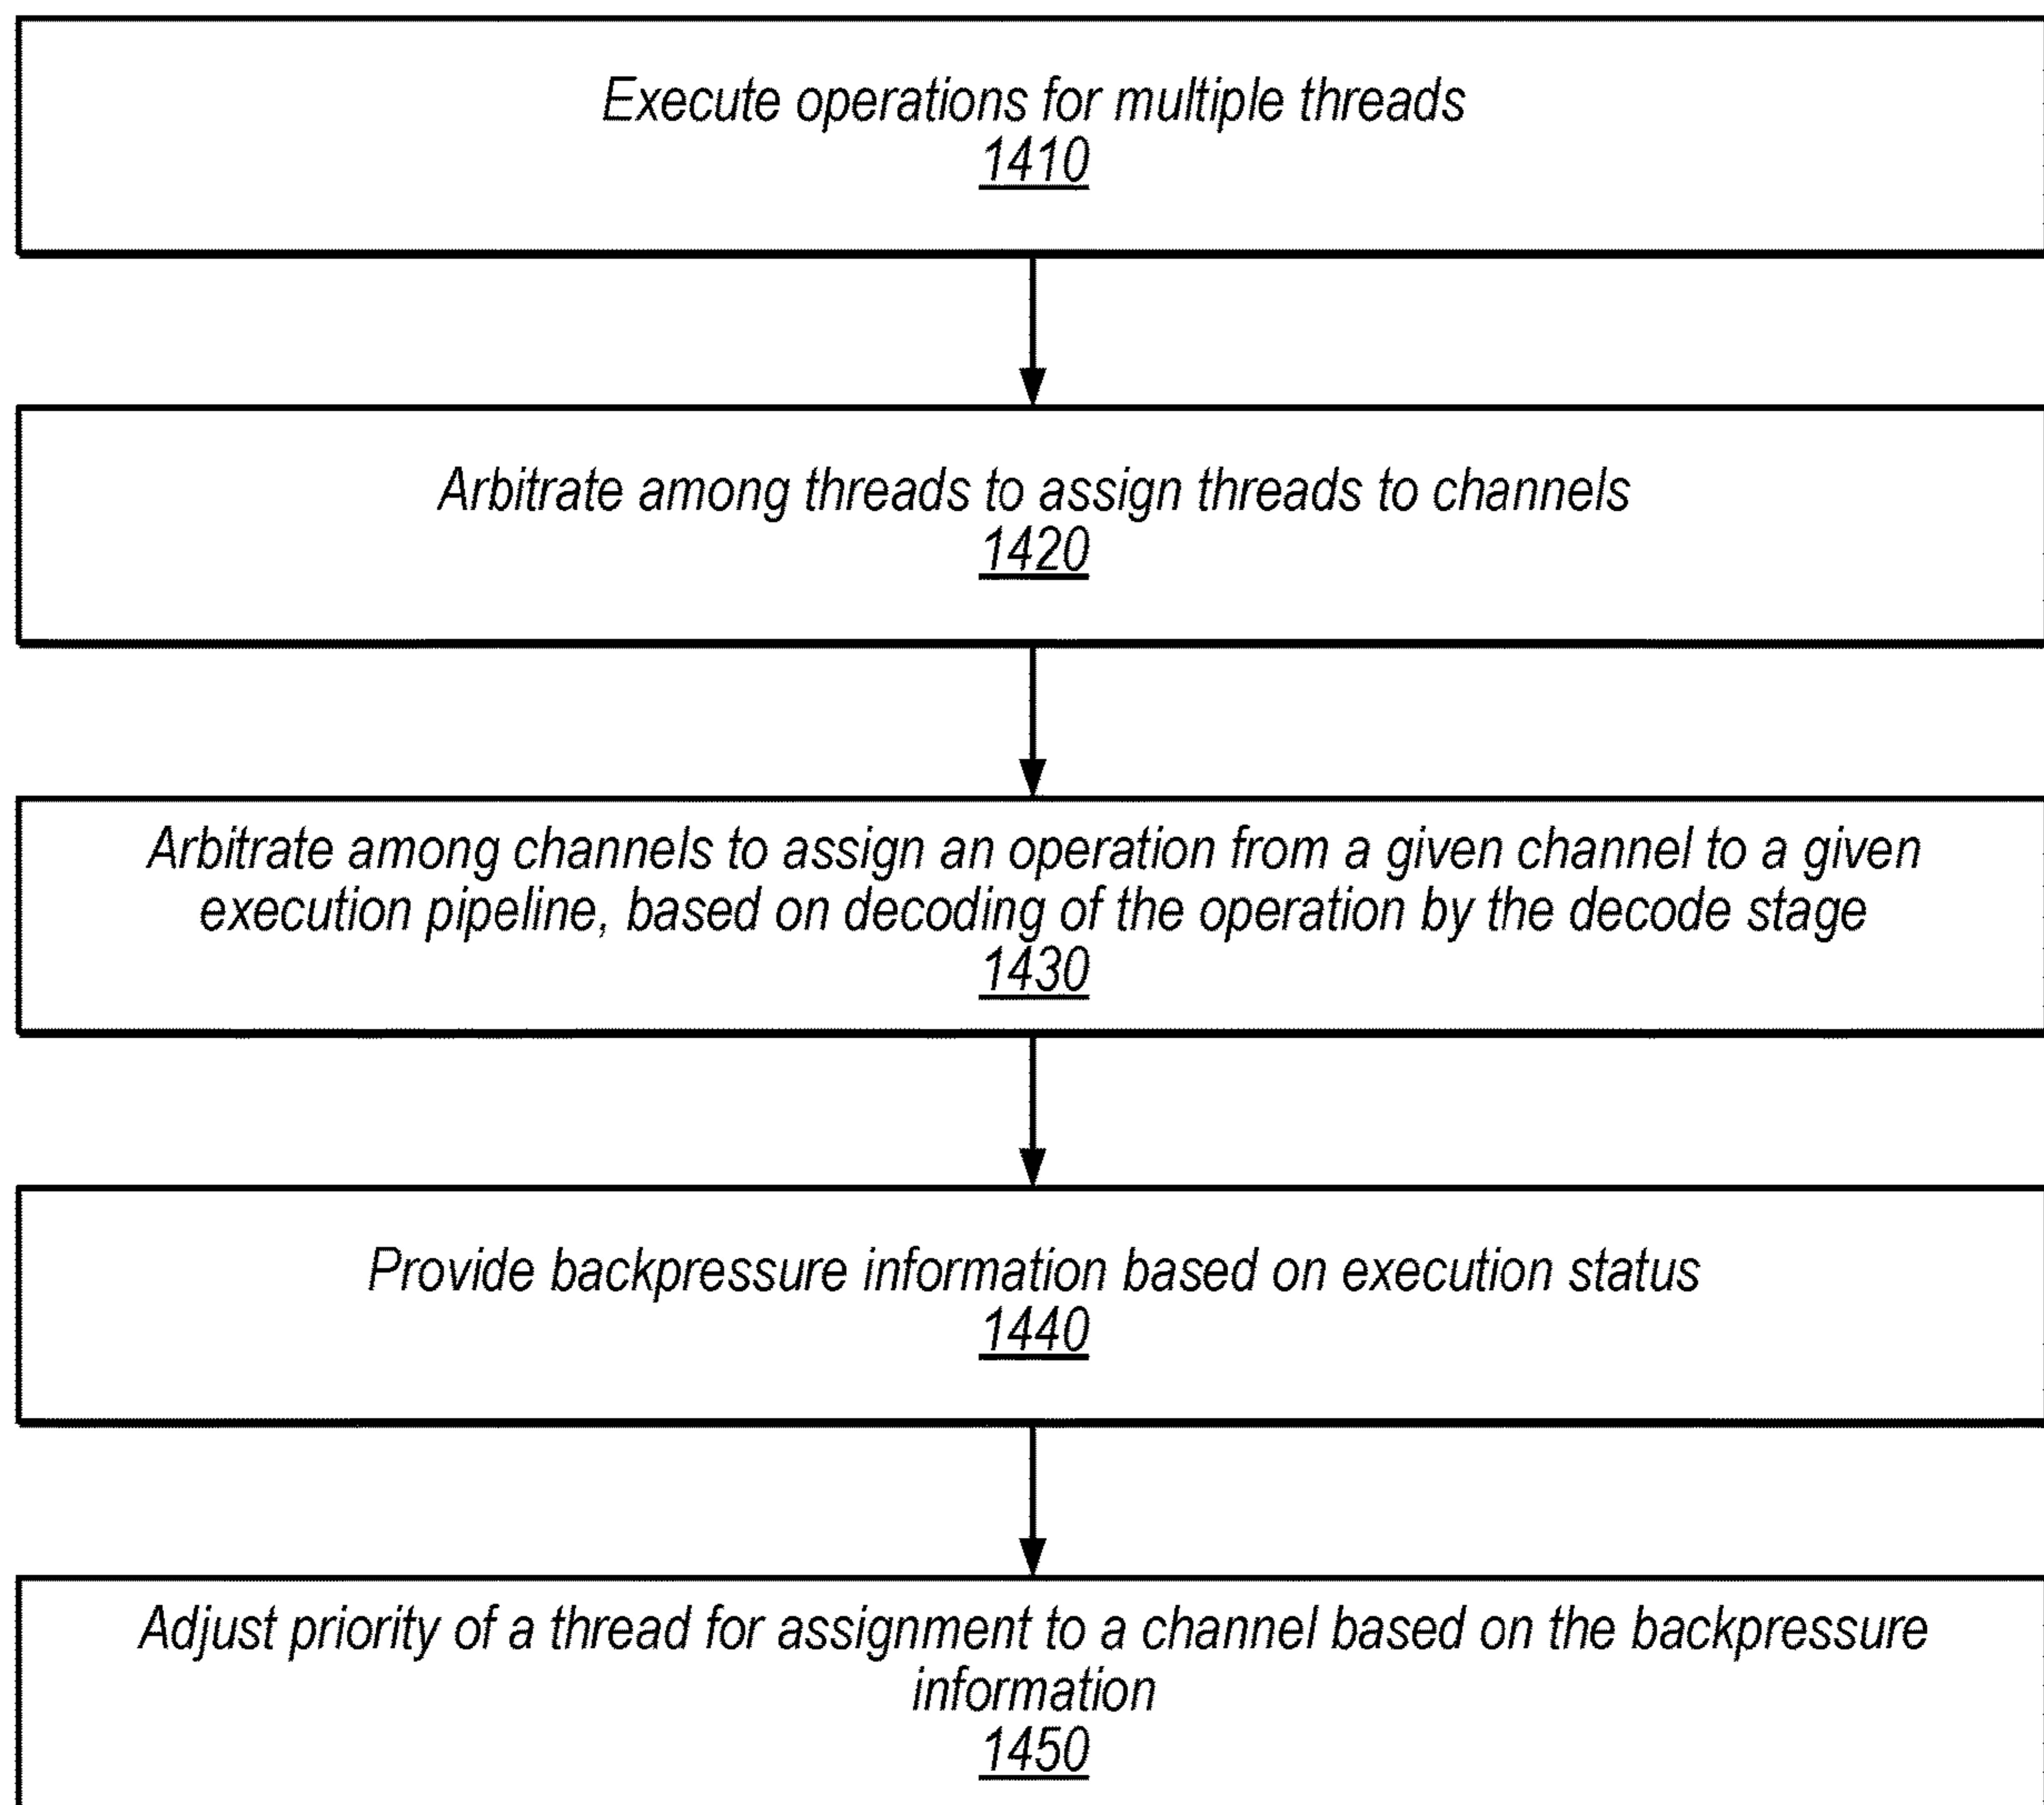 Execute operations for multiple threads
1410
Arbitrate among threads to assign threads to channels
1420
Arbitrate among channels to assign an operation from a given channel to a given
execution pipeline, based on decoding of the operation by the decode stage
1430
Provide backpressure information based on execution status
1440
Adjust priority of a thread for assignment to a channel based on the backpressure
information
1450